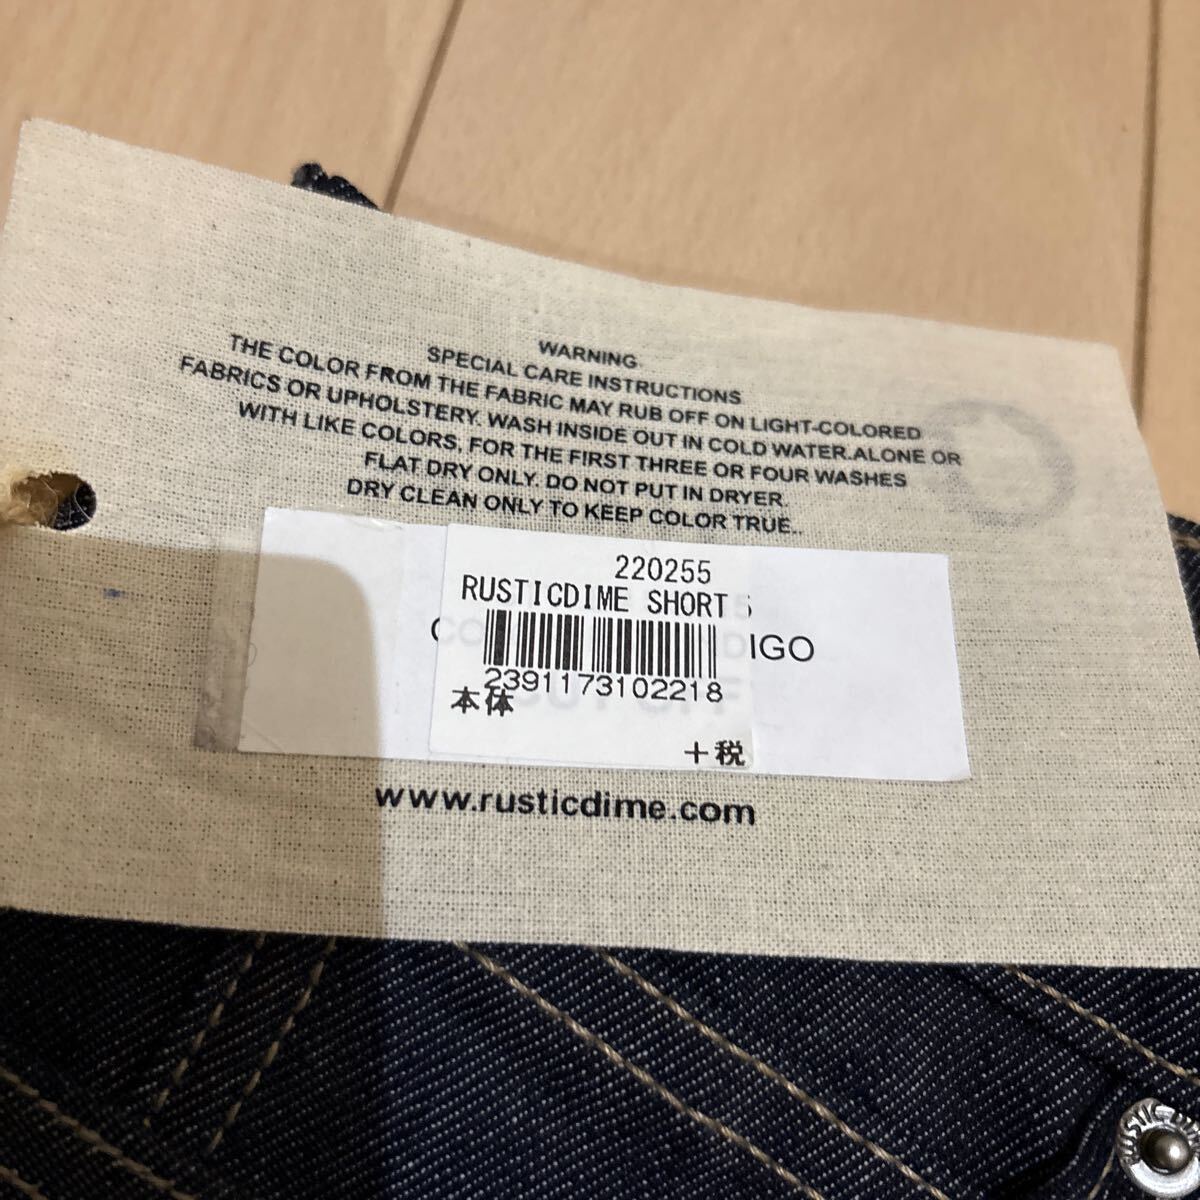 WARNING
SPECIAL CARE INSTRUCTIONS
THE COLOR FROM THE FABRIC MAY RUB OFF ON LIGHT-COLORED
FABRICS OR UPHOLSTERY. WASH INSIDE OUT IN COLD WATER.ALONE OR
WITH LIKE COLORS, FOR THE FIRST THREE OR FOUR WASHES
FLAT DRY ONLY. DO NOT PUT IN DRYER.
DRY CLEAN ONLY TO KEEP COLOR TRUE..
220255
RUSTICDIME SHORT
IGO
2391173102218
本体
+税
www.rusticdime.com